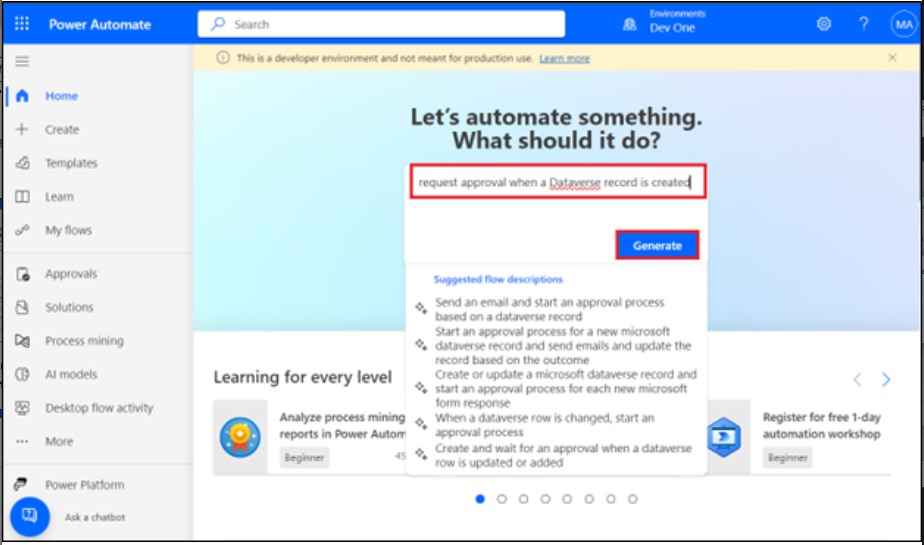 Power Automate
Search
Environments
Dev One
MA
This is a developer environment and not meant for production use. Learn more
Home
Create
Templates
Learn
My flows
Approvals
Solutions
Process mining
AI models
Desktop flow activity
More
Power Platform
Ask a chatbot
Let's automate something.
What should it do?
request approval when a Dataverse record is created
Generate
Suggested flow descriptions
Send an email and start an approval process
based on a dataverse record
Start an approval process for a new microsoft
dataverse record and send emails and update the
record based on the outcome
Create or update a microsoft dataverse record and
start an approval process for each new microsoft
form response
When a dataverse row is changed, start an
approval process
Create and wait for an approval when a dataverse
row is updated or added
Learning for every level
Analyze process mining
reports in Power Autom
Beginner
45
Register for free 1-day
automation workshop
Beginner